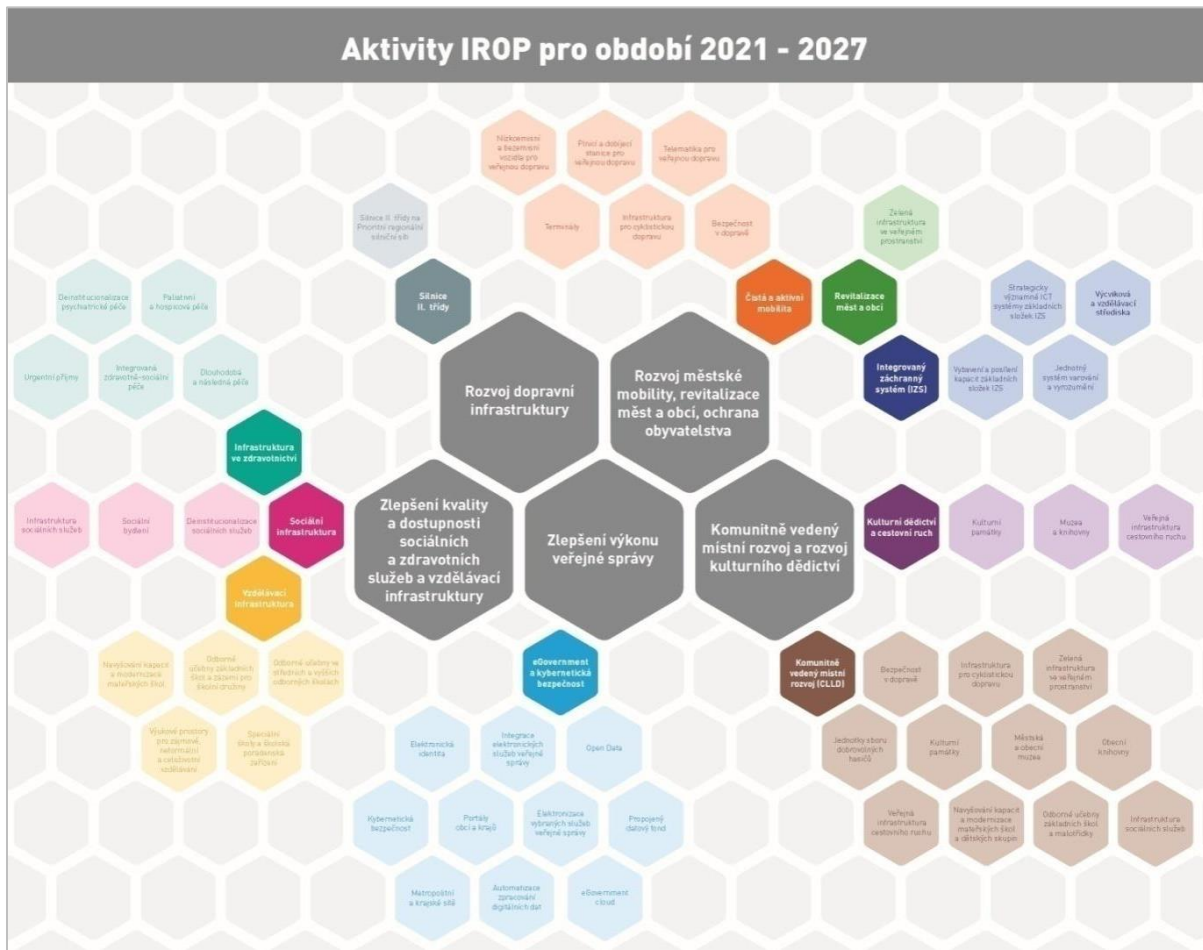 Aktivity IROP pro období 2021 - 2027
Nízkoemisní
a bezemisní
vozidla pro
veřejnou dopravu
Plnicí a dobíjecí
stanice pro
veřejnou dopravu
Telematika pro
veřejnou dopravu
Silnice II. třídy na
Prioritní regionální
silniční síti
Terminály
Infrastruktura
pro cyklistickou
dopravu
Bezpečnost
v dopravě
Zelená
infrastruktura
ve veřejném
prostranství
Deinstitucionalizace
psychiatrické péče
Paliativní
a hospicová péče
Silnice
II. třídy
Čistá a aktivní
mobilita
Revitalizace
měst a obcí
Strategicky
významné ICT
systémy základních
složek IZS
Výcviková
a vzdělávací
střediska
Urgentní příjmy
Integrovaná
zdravotně-sociální
péče
Dlouhodobá
a následná péče
Rozvoj dopravní
infrastruktury
Rozvoj městské
mobility, revitalizace
měst a obcí, ochrana
obyvatelstva
Integrovaný
záchranný
systém (IZS)
Vybavení a posílení
kapacit základních
složek IZS
Jednotný
systém varování
a vyrozumění
Infrastruktura
ve zdravotnictví
Infrastruktura
sociálních služeb
Sociální
bydlení
Deinstitucionalizace
sociálních služeb
Sociální
infrastruktura
Zlepšení kvality
a dostupnosti
sociálních
a zdravotních
služeb a vzdělávací
infrastruktury
Zlepšení výkonu
veřejné správy
Komunitně vedený
místní rozvoj a rozvoj
kulturního dědictví
Kulturní dědictví
a cestovní ruch
Kulturní
památky
Muzea
a knihovny
Veřejná
infrastruktura
cestovního ruchu
Vzdělávací
infrastruktura
Navyšování kapacit
a modernizace
mateřských škol
Odborné
učebny základních
škol a zázemí pro
školní družiny
Odborné učebny ve
středních a vyšších
odborných školách
eGovernment
a kybernetická
bezpečnost
Komunitně
vedený místní
rozvoj (CLLD)
Bezpečnost
v dopravě
Infrastruktura
pro cyklistickou
dopravu
Zelená
infrastruktura
ve veřejném
prostranství
Výukové prostory
pro zájmové,
neformální
a celoživotní
vzdělávání
Speciální
školy a školská
poradenská
zařízení
Elektronická
identita
Integrace
elektronických
služeb veřejné
správy
Open Data
Jednotky sboru
dobrovolných
hasičů
Kulturní
památky
Městská
a obecní
muzea
Obecní
knihovny
Kybernetická
bezpečnost
Portály
obcí a krajů
Elektronizace
vybraných služeb
veřejné správy
Propojený
datový fond
Veřejná
infrastruktura
cestovního ruchu
Navyšování kapacit
a modernizace
mateřských škol
a dětských skupin
Odborné učebny
základních škol
a malotřídky
Infrastruktura
sociálních služeb
Metropolitní
a krajské sítě
Automatizace
zpracování
digitálních dat
eGovernment
cloud